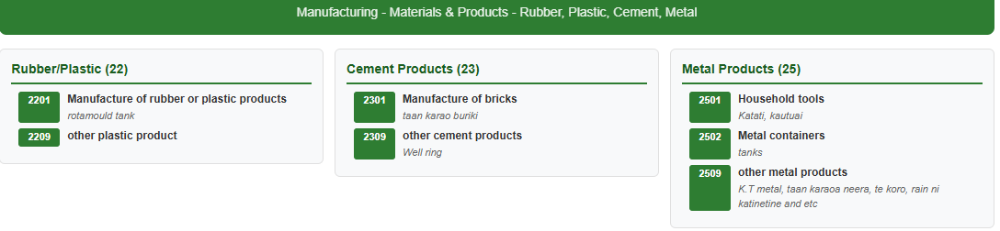 Manufacturing - Materials & Products - Rubber, Plastic, Cement, Metal
Rubber/Plastic (22)
2201 Manufacture of rubber or plastic products
rotamould tank
2209 other plastic product
Cement Products (23)
2301 Manufacture of bricks
taan karao buriki
2309 other cement products
Well ring
Metal Products (25)
2501 Household tools
Katati, kautuai
2502 Metal containers
tanks
2509 other metal products
K.T metal, taan karaoa neera, te koro, rain ni
katinetine and etc